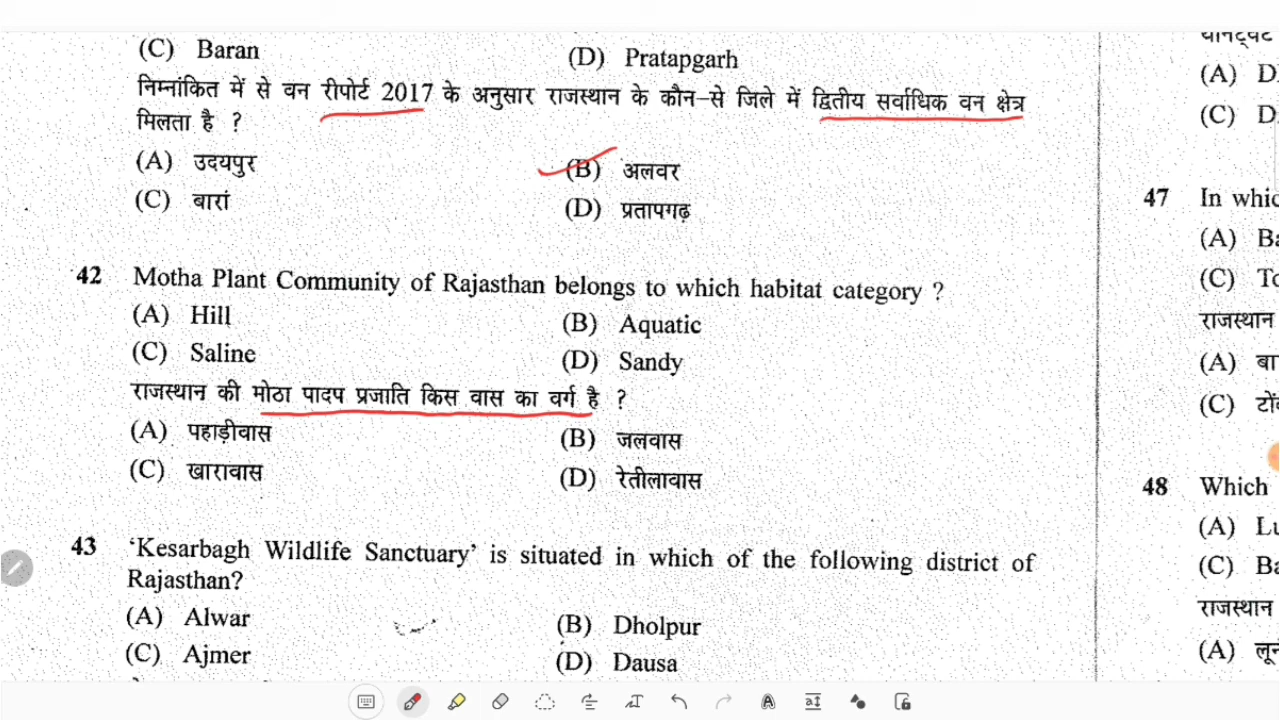 (C) Baran (D) Pratapgarh
निम्नांकित में से वन रीपोर्ट 2017 के अनुसार राजस्थान के कौन-से जिले में द्वितीय सर्वाधिक वन क्षेत्र
मिलता है ?
(A) उदयपुर (B) अलवर
(C) बारां (D) प्रतापगढ़
42 Motha Plant Community of Rajasthan belongs to which habitat category ?
(A) Hill (B) Aquatic
(C) Saline (D) Sandy
राजस्थान की मोठा पादप प्रजाति किस वास का वर्ग है ?
(A) पहाड़ीवास (B) जलवास
(C) खारावास (D) रेतीलावास
43 ‘Kesarbagh Wildlife Sanctuary’ is situated in which of the following district of
Rajasthan?
(A) Alwar (B) Dholpur
(C) Ajmer (D) Dausa
(A) D
(C) D
47 In which
(A) Ba
(C) To
राजस्थान
(A) बा
(C) टों
48 Which
(A) Lu
(C) Ba
राजस्थान
(A) लून